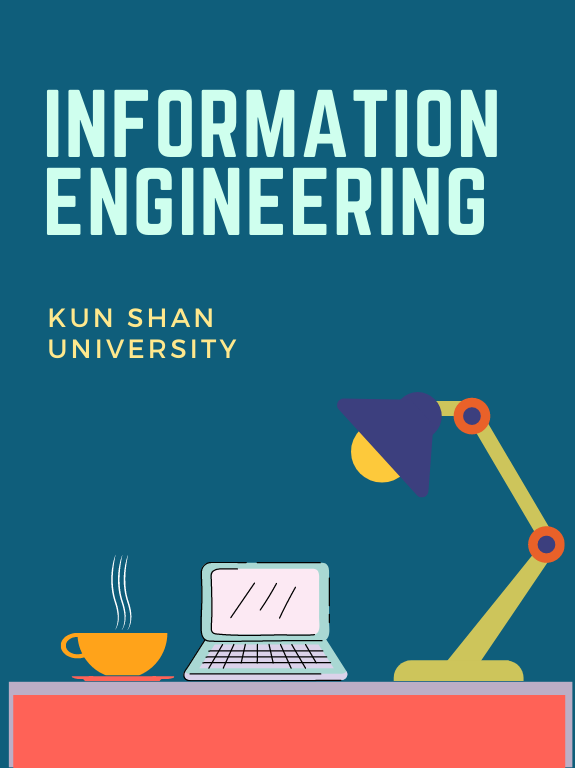 INFORMATION
ENGINEERING
KUN SHAN
UNIVERSITY